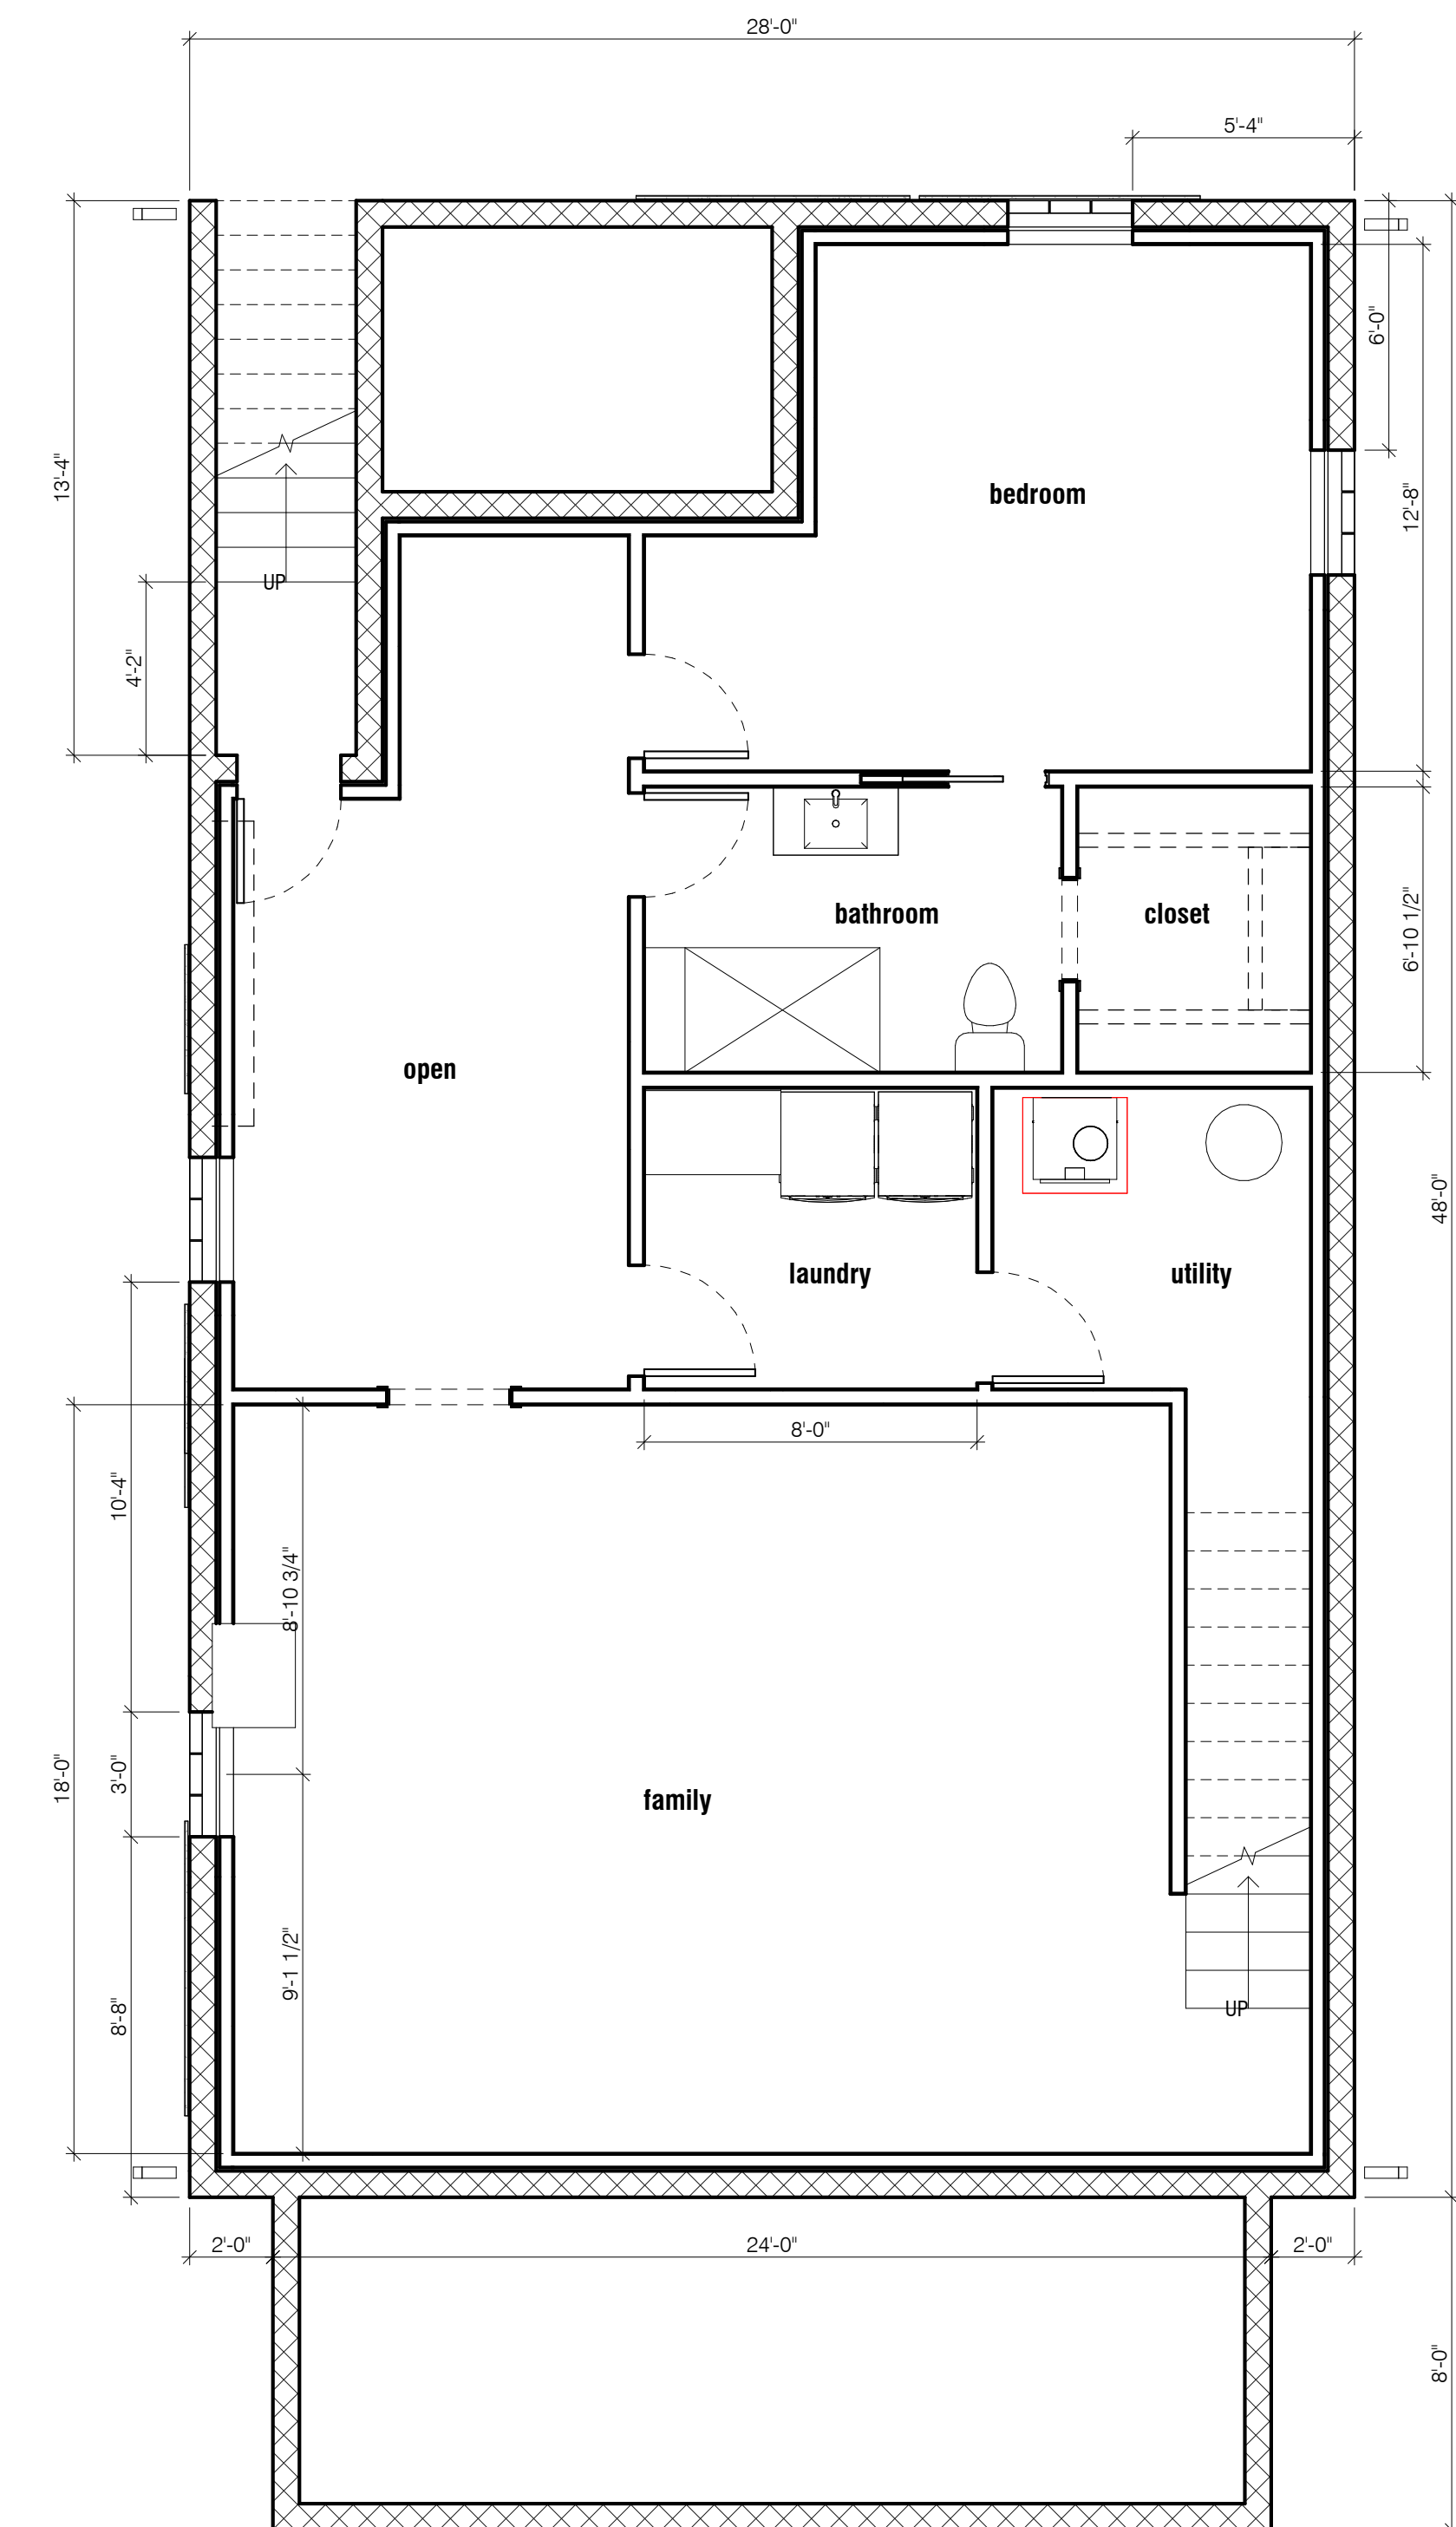 28'-0"
5'-4"
6'-0"
13'-4"
12'-8"
bedroom
UP
4'-2"
bathroom
closet
6'-10 1/2"
open
48'-0"
laundry
utility
8'-0"
10'-4"
8'-10 3/4"
18'-0"
3'-0"
family
9'-1 1/2"
8'-8"
UP
2'-0"
24'-0"
2'-0"
8'-0"